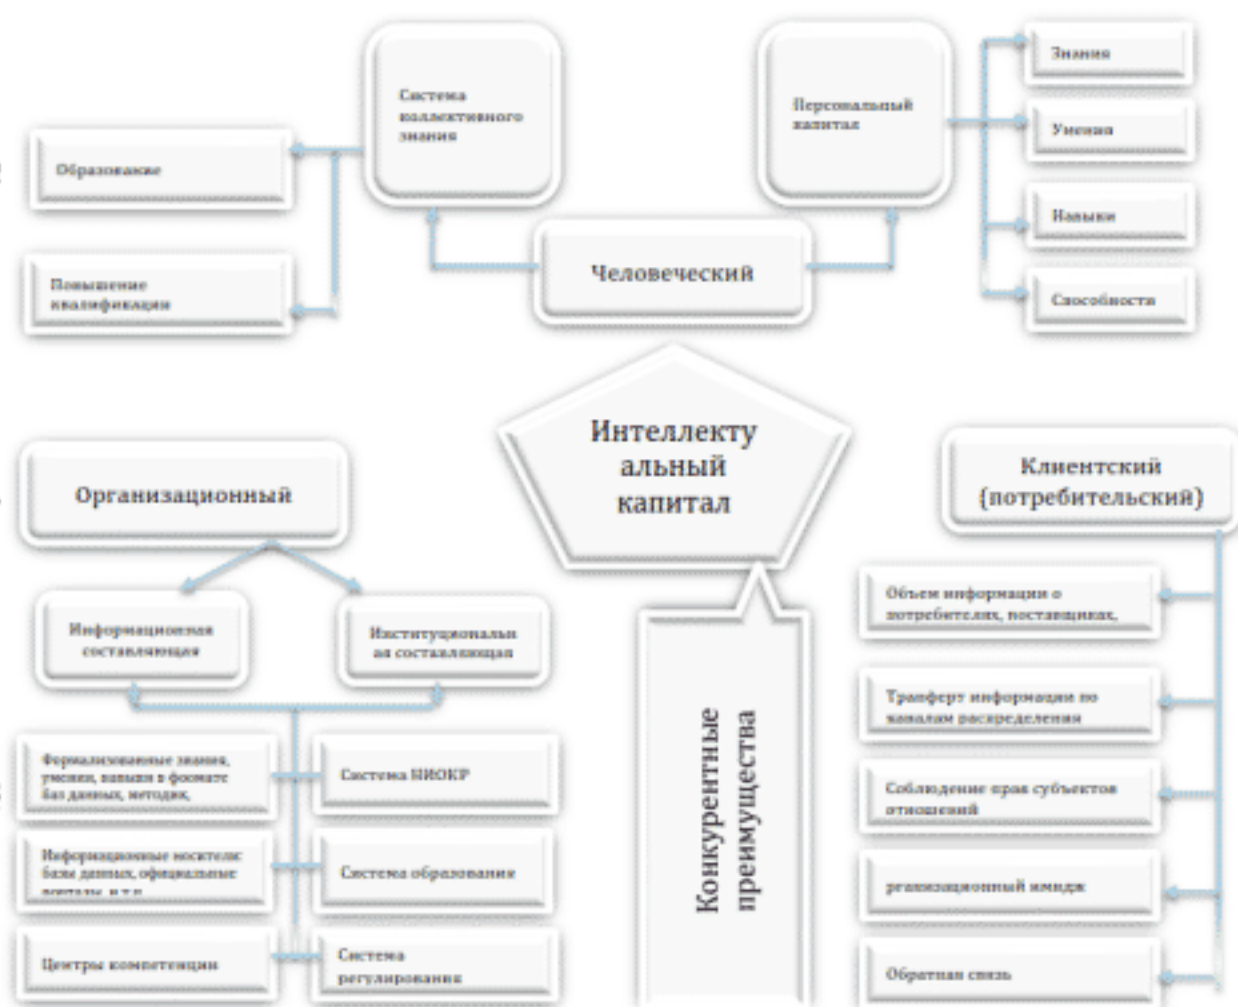 Система
коллективного
знания
Персональный
капитал
Знания
Умения
Навыки
Способности
Образование
Повышение
квалификации
Человеческий
Интеллекту
альный
капитал
Организационный
Клиентский
(потребительский)
Информационная
составляющая
Институциональн
ая составляющая
Формализованные знания,
умения, навыки в формате
баз данных, методик,
Система НИОКР
Информационные носители:
базы данных, официальные
порталы, и т.п
Система образования
Центры компетенции
Система
регулирования
Конкурентные
преимущества
Объем информации о
потребителях, поставщиках,
Транферт информации по
каналам распределения
Соблюдение прав субъектов
отношений
рганизационный имидж
Обратная связь